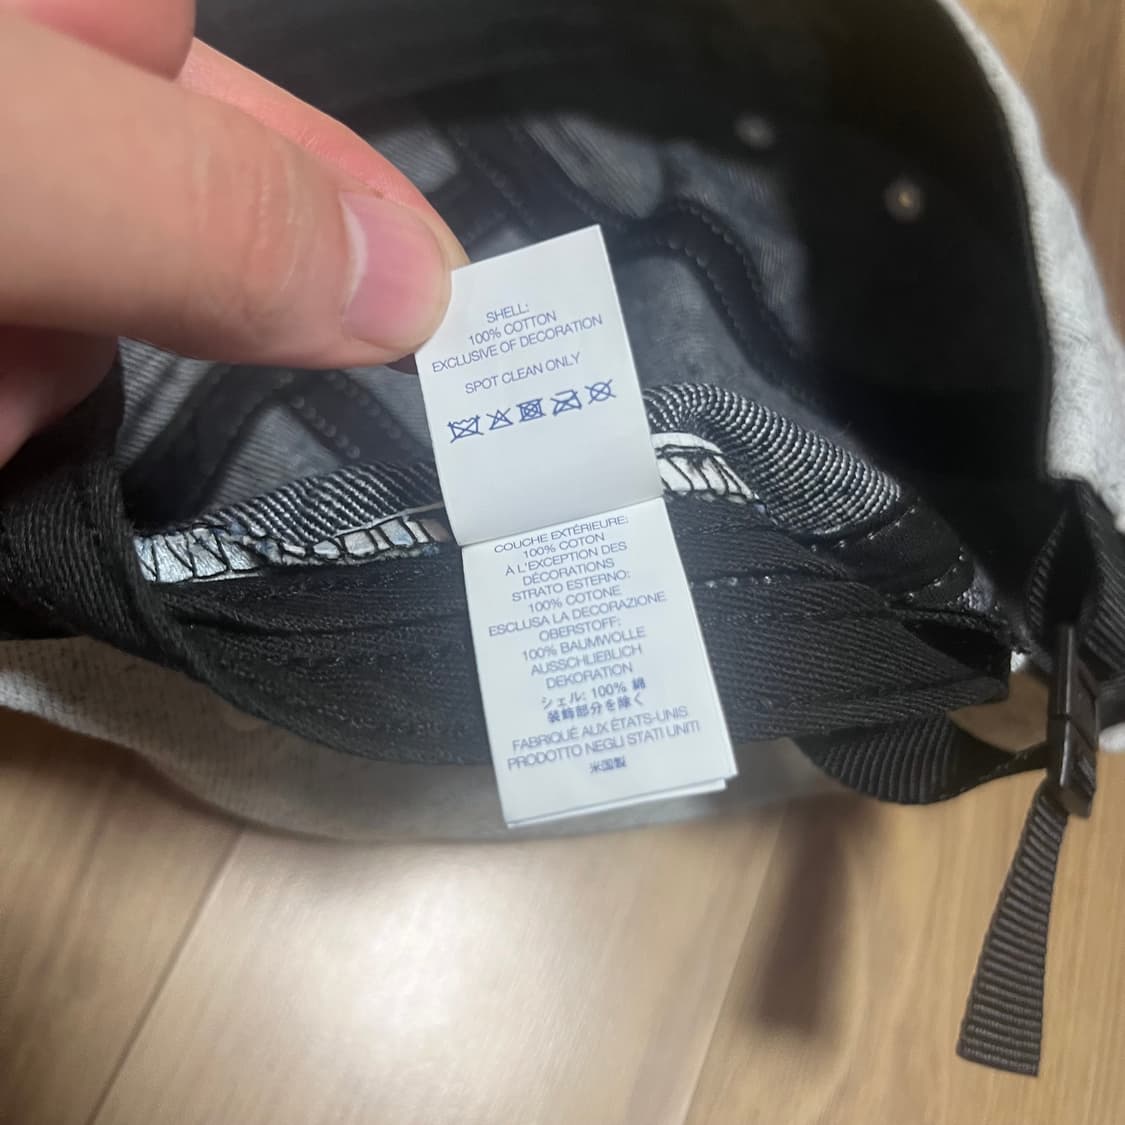 SHELL:
100% COTTON
EXCLUSIVE OF DECORATION
SPOT CLEAN ONLY
COUCHE EXTÉRIEURE:
100% COTON
À L'EXCEPTION DES
DÉCORATIONS
STRATO ESTERNO:
100% COTONE
ESCLUSA LA DECORAZIONE
OBERSTOFF:
100% BAUMWOLLE
AUSSCHLIEßLICH
DEKORATION
シェル: 100% 綿
装飾部分を除く
FABRIQUÉ AUX ÉTATS-UNIS
PRODOTTO NEGLI STATI UNITI
米国製